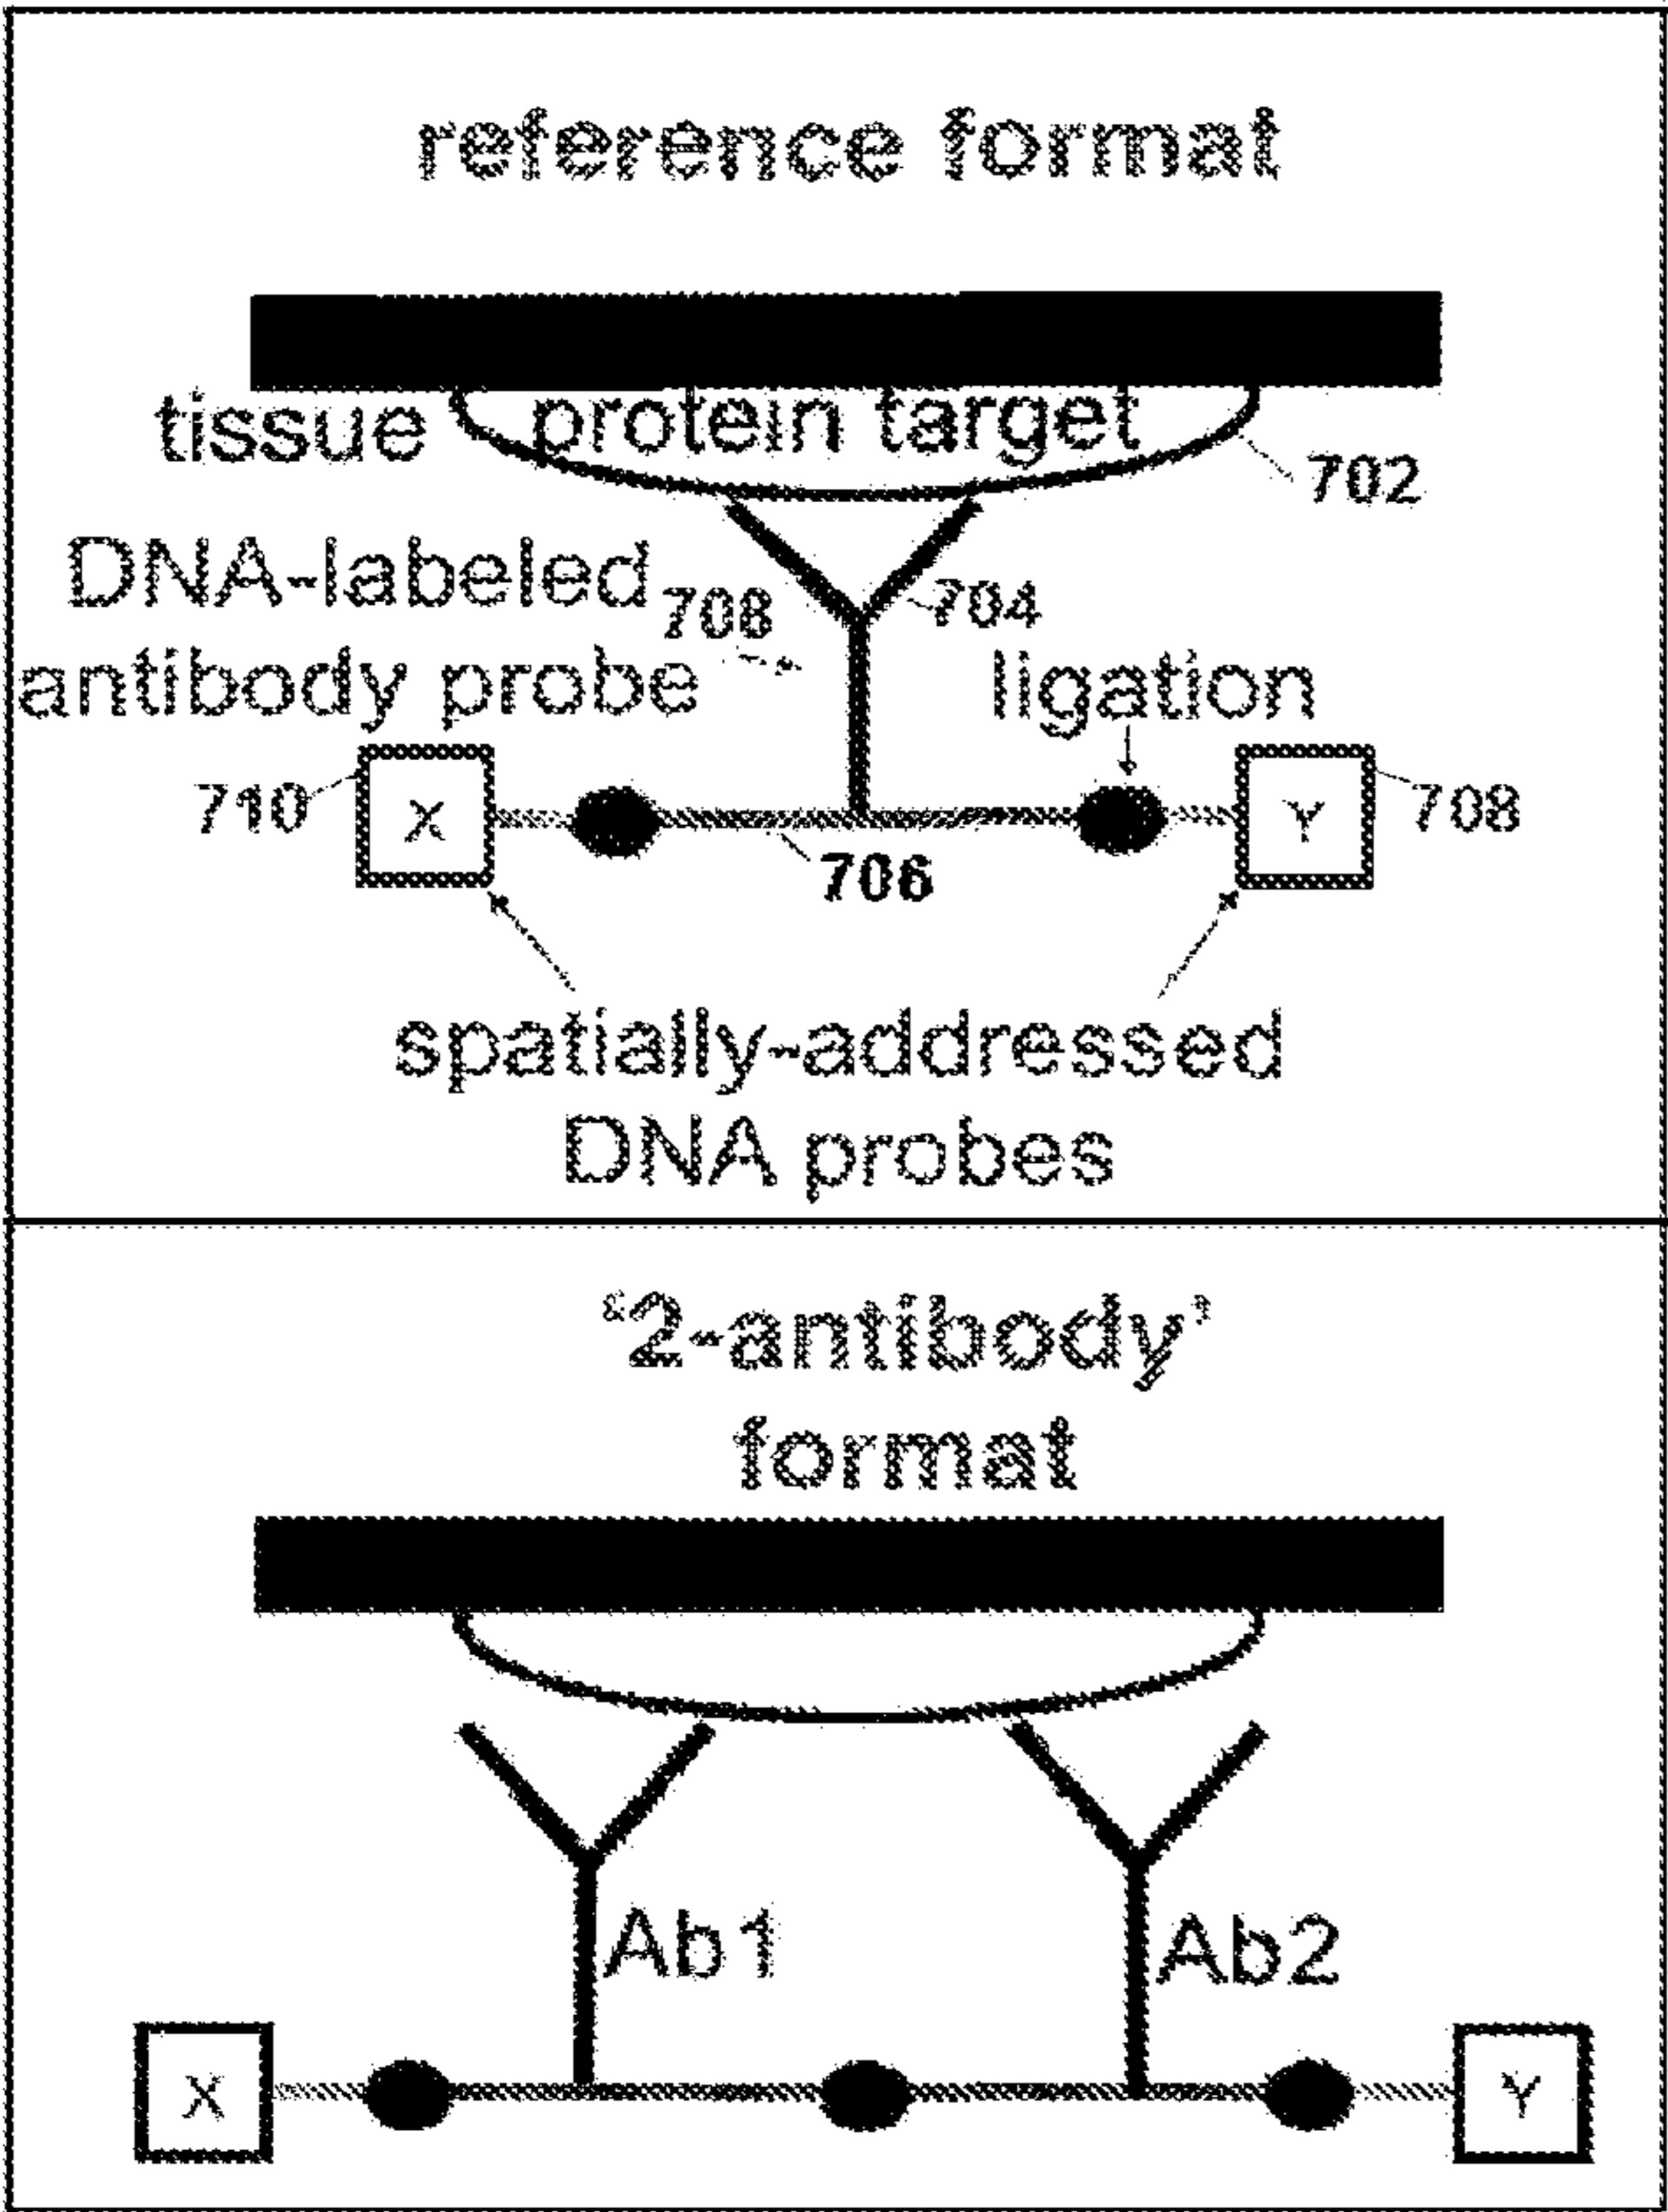 reference format
tissue
protein target
702
DNA-labeled
antibody probe
708
704
ligation
710
X
Y
708
706
spatially-addressed
DNA probes
‘2-antibody’
format
Ab1
Ab2
X
Y